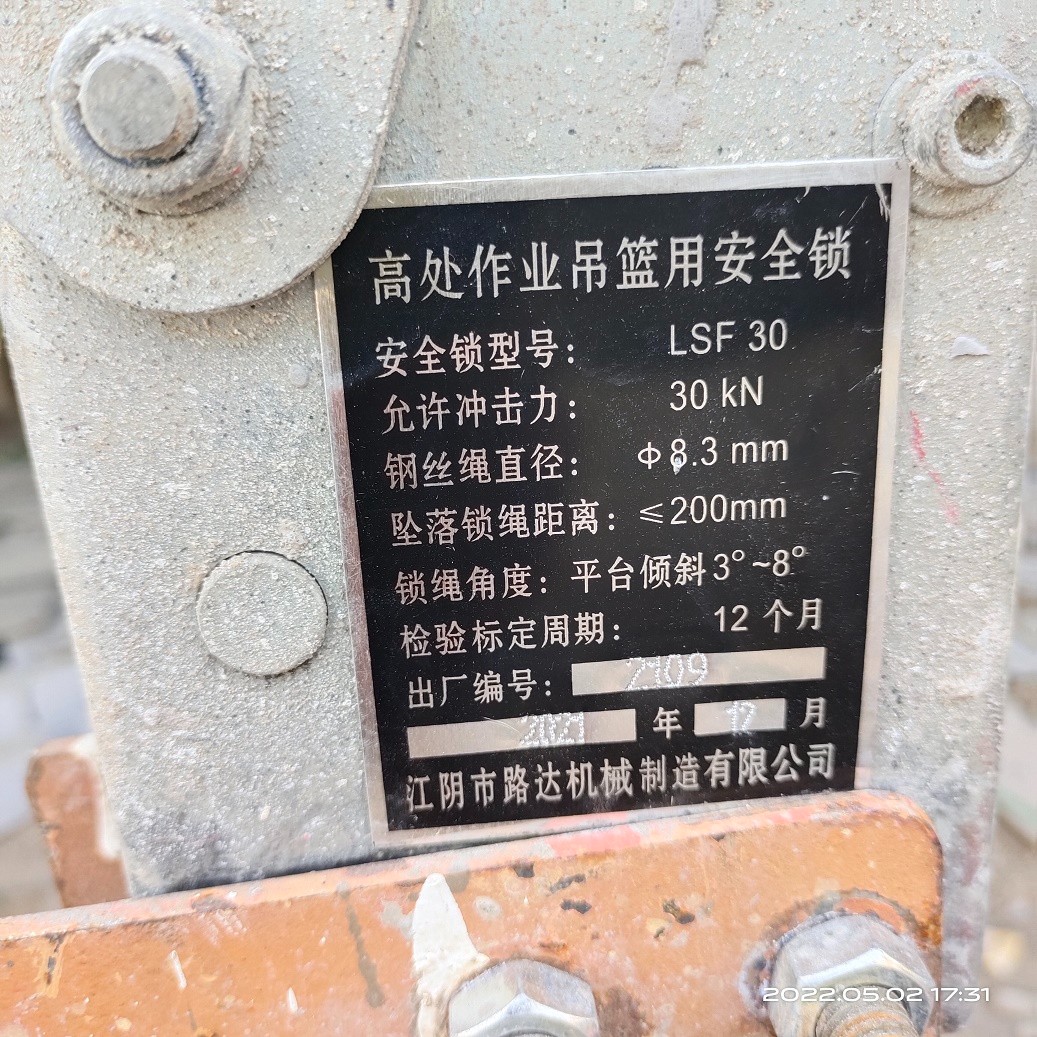 高处作业吊篮用安全锁
安全锁型号： LSF 30
允许冲击力： 30 kN
钢丝绳直径： Φ8.3 mm
坠落锁绳距离：≤200mm
锁绳角度：平台倾斜3°~8°
检验标定周期： 12 个月
出厂编号： 2109
2021 年 12 月
江阴市路达机械制造有限公司
2022.05.02 17:31